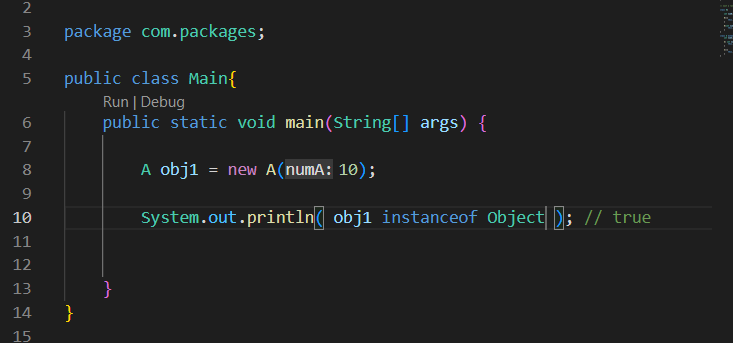 2
3 package com.packages;
4
5 public class Main{
Run | Debug
6 public static void main(String[] args) {
7
8 A obj1 = new A(numA: 10);
9
10 System.out.println( obj1 instanceof Object ); // true
11
12
13 }
14 }
15